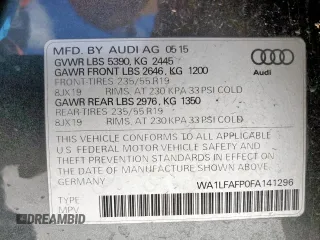 MFD. BY AUDI AG 05 15
GVWR LBS 5390, KG 2445
GAWR FRONT LBS 2646, KG 1200
FRONT-TIRES 235/55 R19
8JX19 RIMS, AT 230 KPA 33 PSI COLD
GAWR REAR LBS 2976, KG 1350
REAR-TIRES 235/55 R19
8JX19 RIMS, AT 230 KPA 33 PSI COLD
Audi
THIS VEHICLE CONFORMS TO ALL APPLICABLE
U.S. FEDERAL MOTOR VEHICLE SAFETY BUMPER AND
THEFT PREVENTION STANDARDS IN EFFECT ON
THE DATE OF MANUFACTURE SHOWN ABOVE
GERMANY
WA1LFAFP0FA141296
TYPE
MPV
DREAMBID